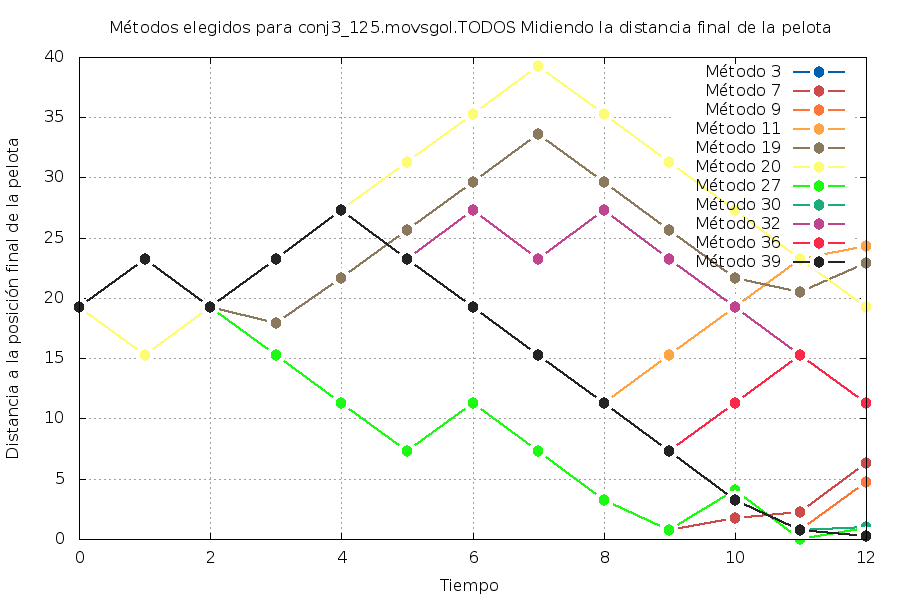 Métodos elegidos para conj3_125.movsgol.TODOS Midiendo la distancia final de la pelota
Distancia a la posición final de la pelota
40
35
30
25
20
15
10
5
0
Método 3
Método 7
Método 9
Método 11
Método 19
Método 20
Método 27
Método 30
Método 32
Método 36
Método 39
0 2 4 6 8 10 12
Tiempo